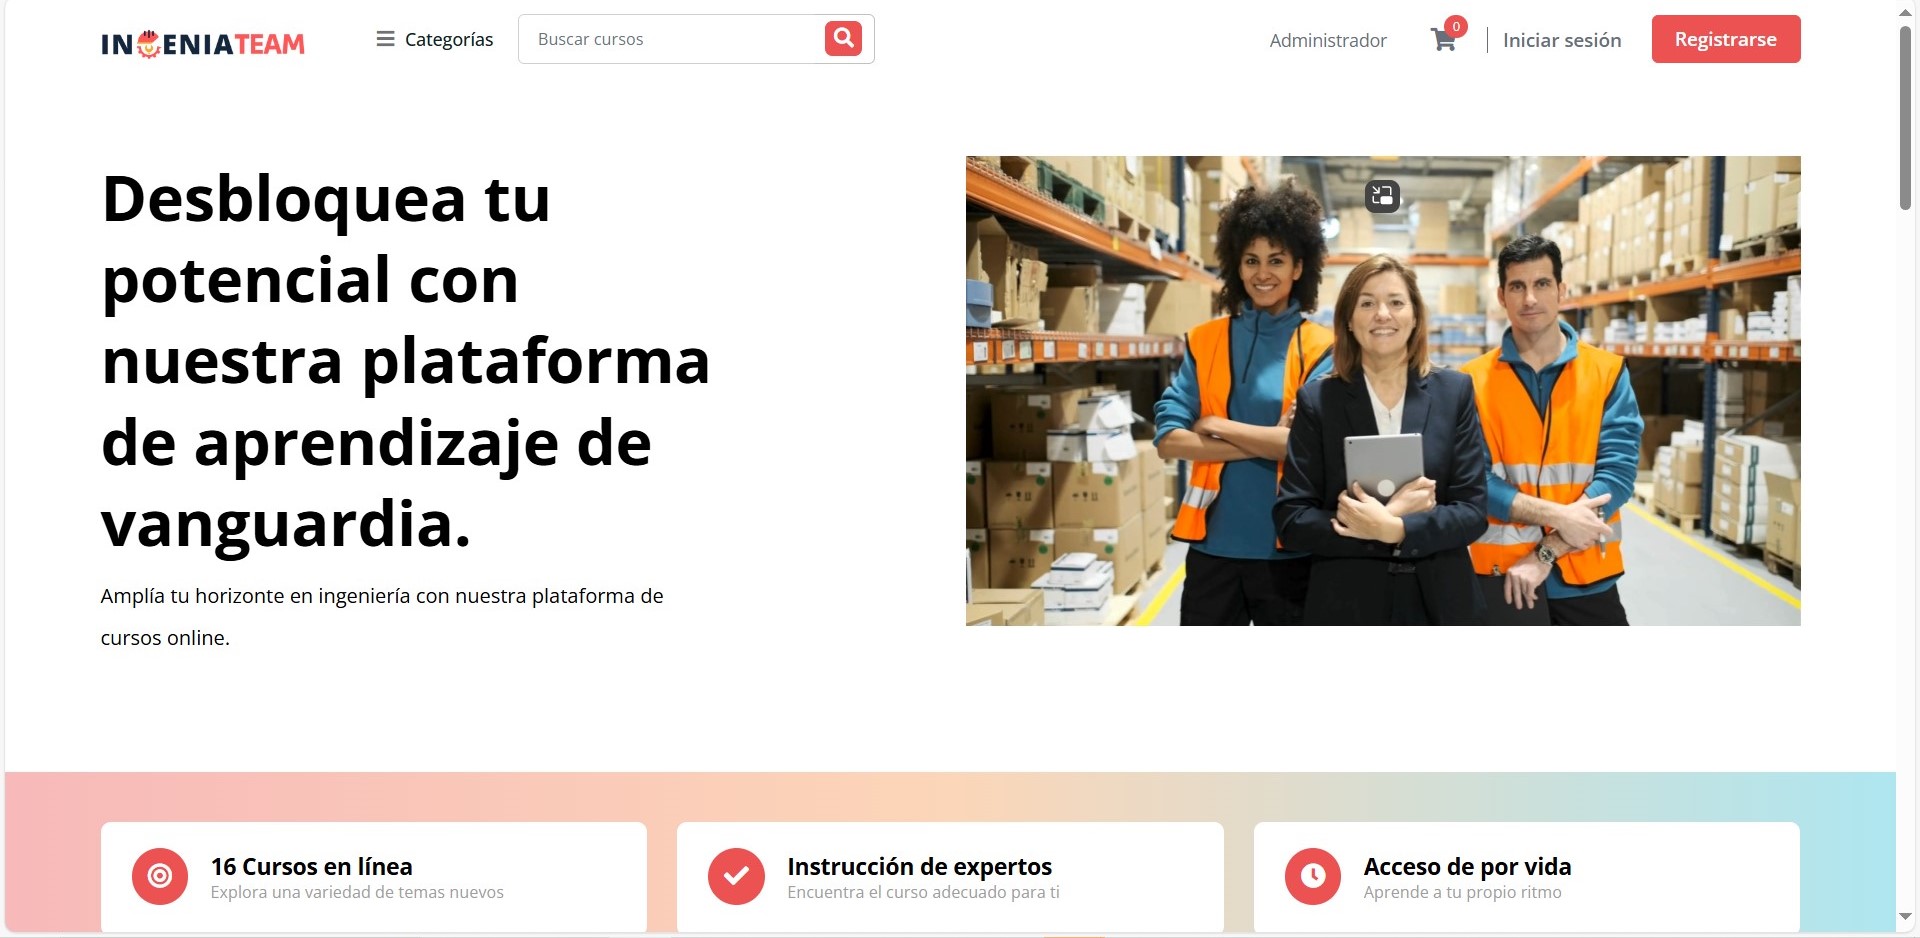 INGENIATEAM
Categorías
Buscar cursos
Administrador
0
Iniciar sesión
Registrarse
Desbloquea tu
potencial con
nuestra plataforma
de aprendizaje de
vanguardia.
Amplía tu horizonte en ingeniería con nuestra plataforma de
cursos online.
16 Cursos en línea
Explora una variedad de temas nuevos
Instrucción de expertos
Encuentra el curso adecuado para ti
Acceso de por vida
Aprende a tu propio ritmo